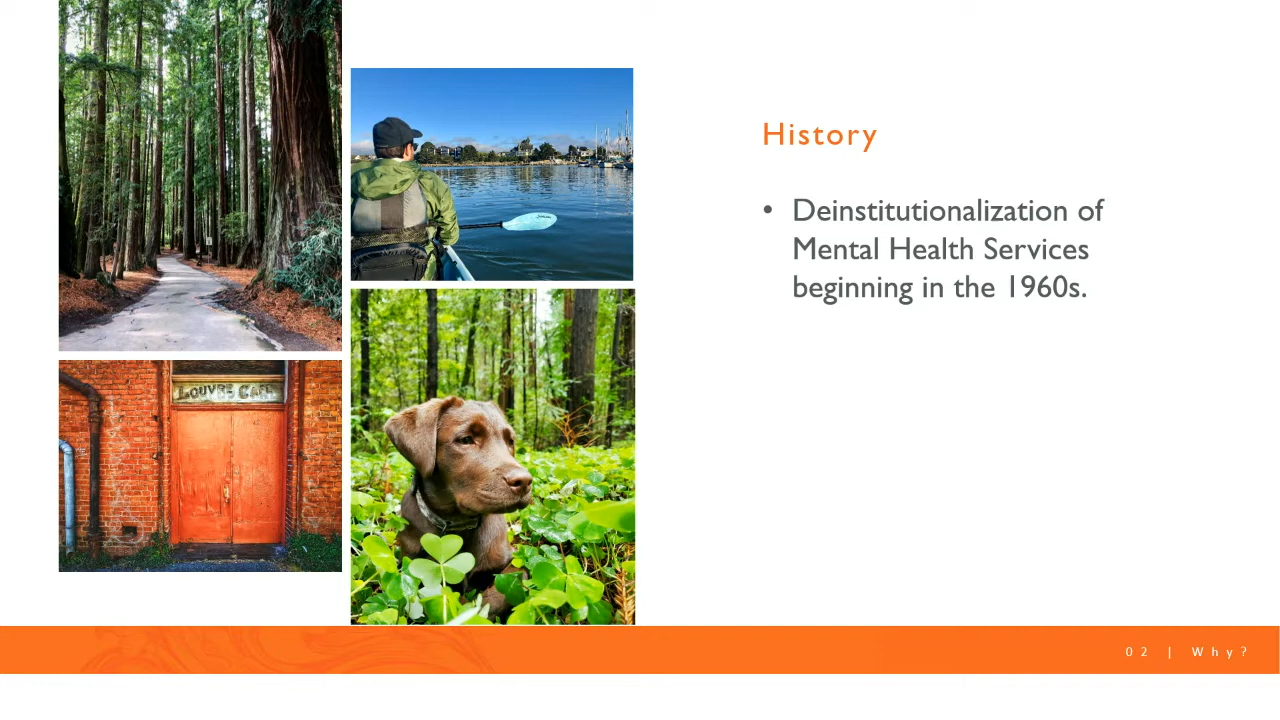 History
• Deinstitutionalization of
Mental Health Services
beginning in the 1960s.
LOUVRE CAFE
02 | Why?